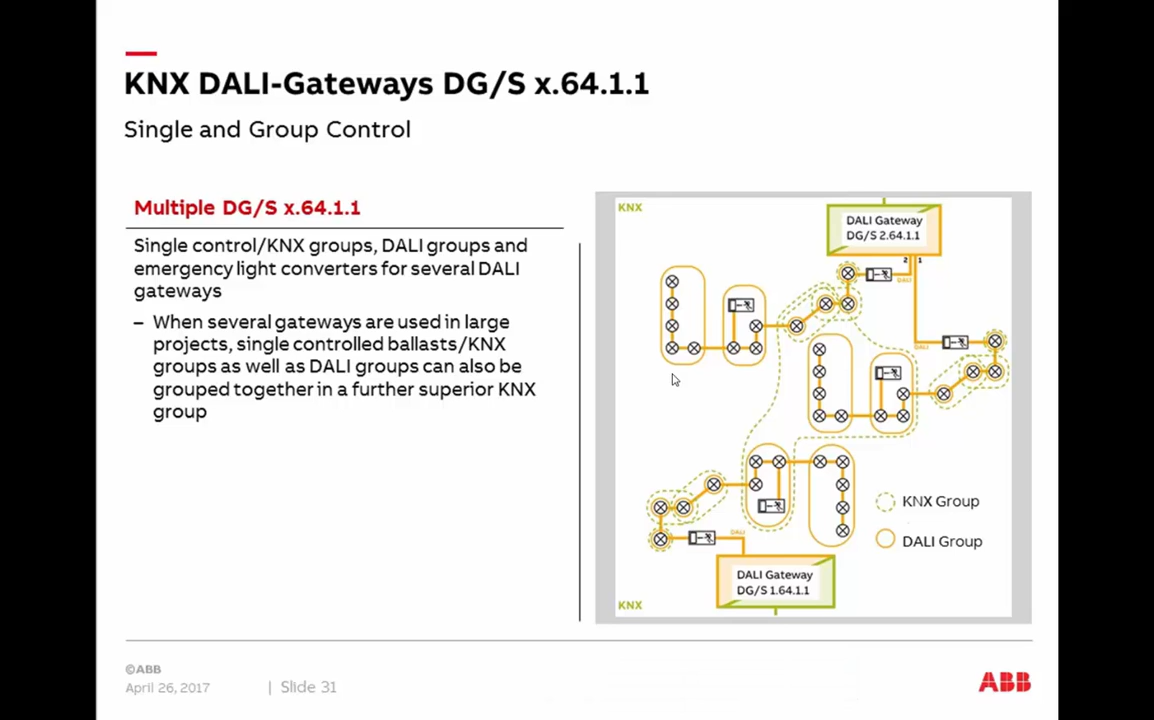 KNX DALI-Gateways DG/S x.64.1.1
Single and Group Control
Multiple DG/S x.64.1.1
Single control/KNX groups, DALI groups and
emergency light converters for several DALI
gateways
– When several gateways are used in large
projects, single controlled ballasts/KNX
groups as well as DALI groups can also be
grouped together in a further superior KNX
group
KNX
DALI Gateway
DG/S 2.64.1.1
2 1
DALI
DALI
KNX Group
DALI Group
DALI
DALI Gateway
DG/S 1.64.1.1
KNX
©ABB
April 26, 2017
| Slide 31
ABB